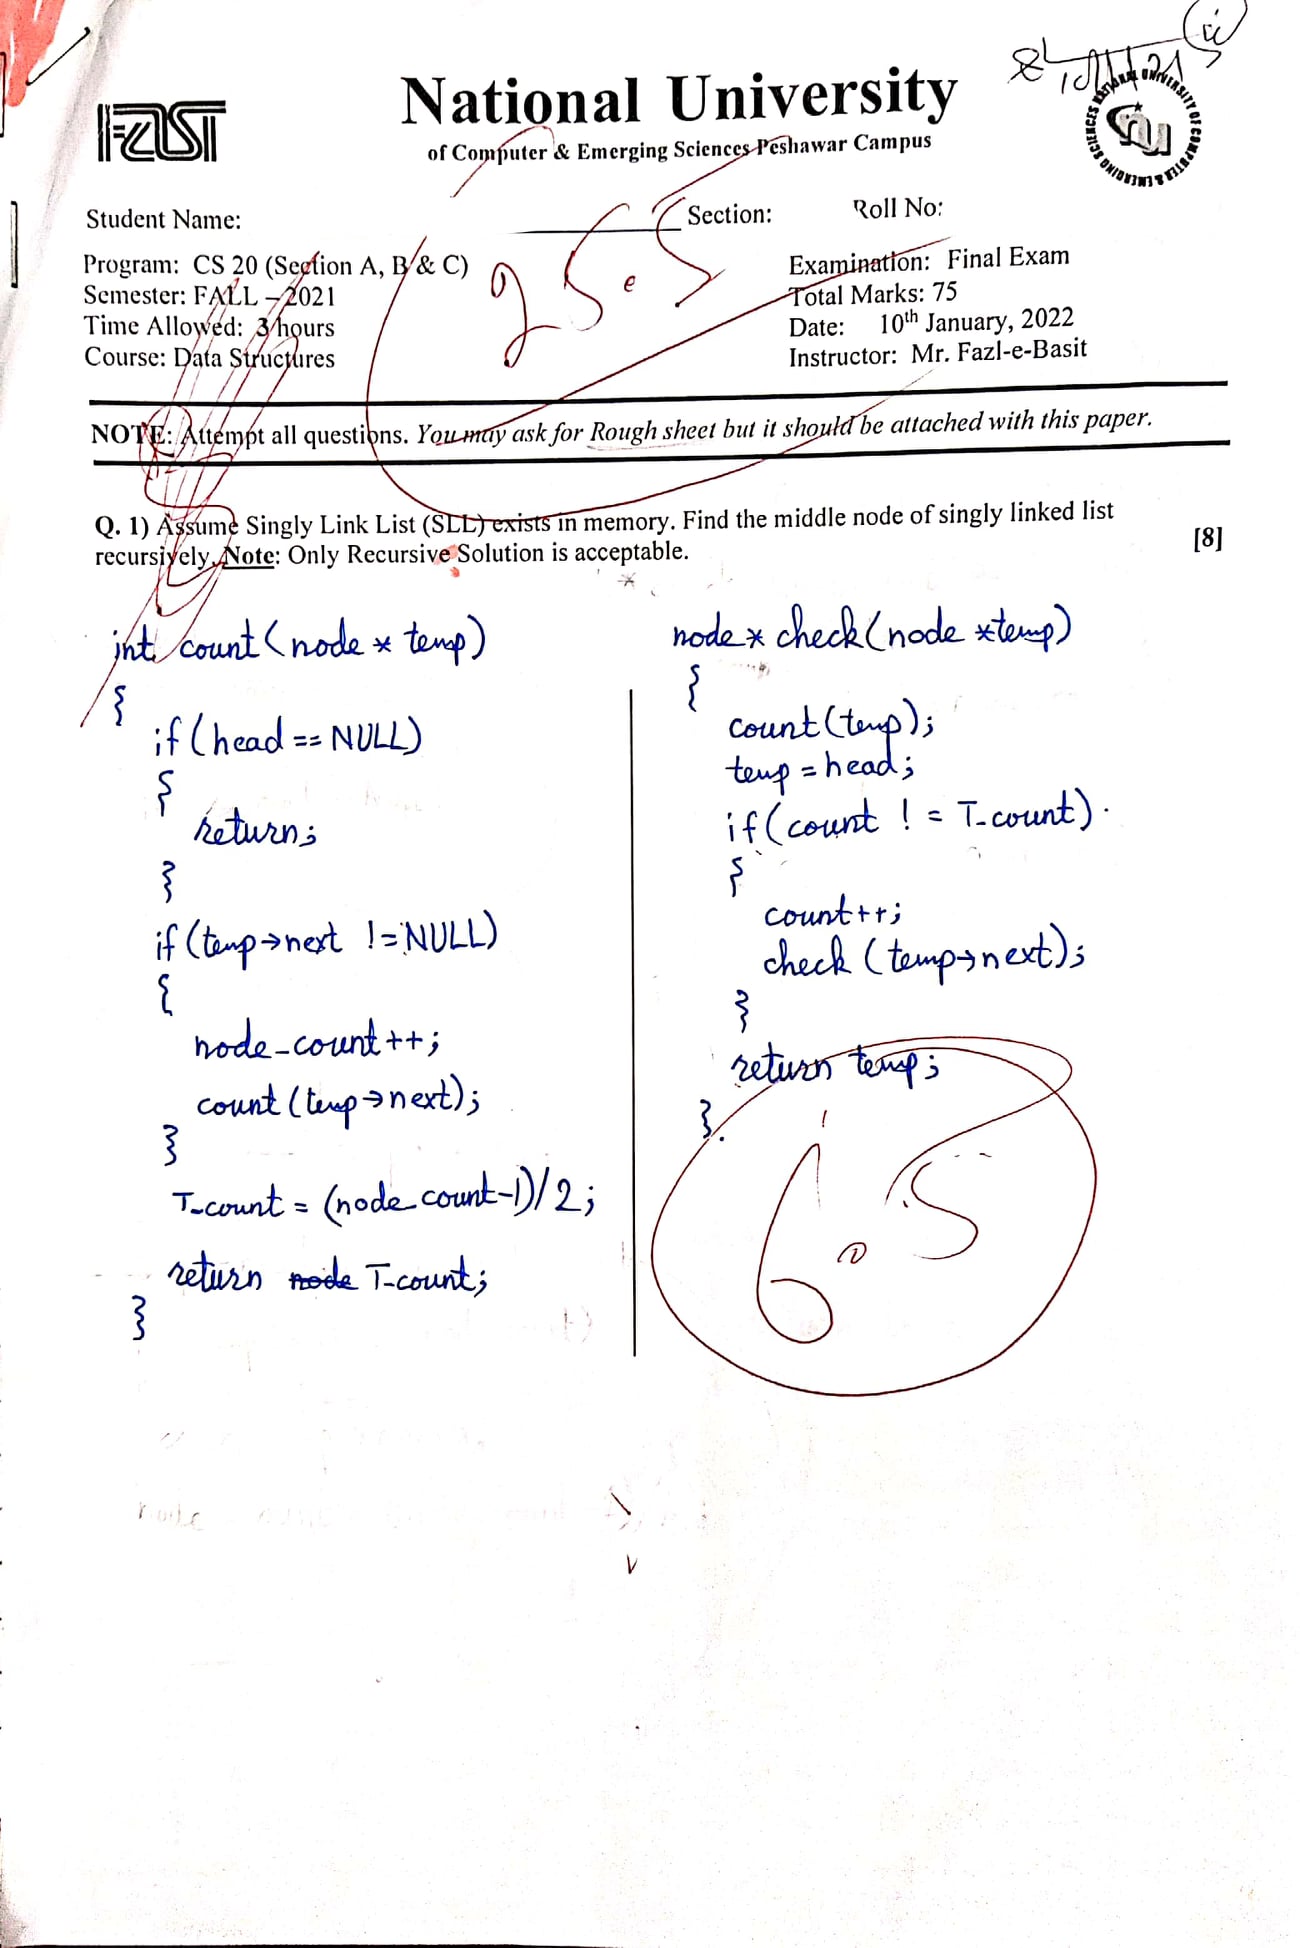 FAST
National University
of Computer & Emerging Sciences Peshawar Campus
NATIONAL UNIVERSITY OF COMPUTER & EMERGING SCIENCES
Student Name: Section: Roll No:
Program: CS 20 (Section A, B & C) Examination: Final Exam
Semester: FALL – 2021 Total Marks: 75
Time Allowed: 3 hours Date: 10th January, 2022
Course: Data Structures Instructor: Mr. Fazl-e-Basit
25.5
NOTE: Attempt all questions. You may ask for Rough sheet but it should be attached with this paper.
Q. 1) Assume Singly Link List (SLL) exists in memory. Find the middle node of singly linked list
recursively. Note: Only Recursive Solution is acceptable. [8]
int count(node * temp)
{
if(head == NULL)
{
return;
}
if(temp->next != NULL)
{
node_count++;
count(temp->next);
}
T_count = (node_count-1)/2;
return node T_count;
}
node* check(node *temp)
{
count(temp);
temp = head;
if(count != T_count)
{
count++;
check(temp->next);
}
return temp;
}
6.5